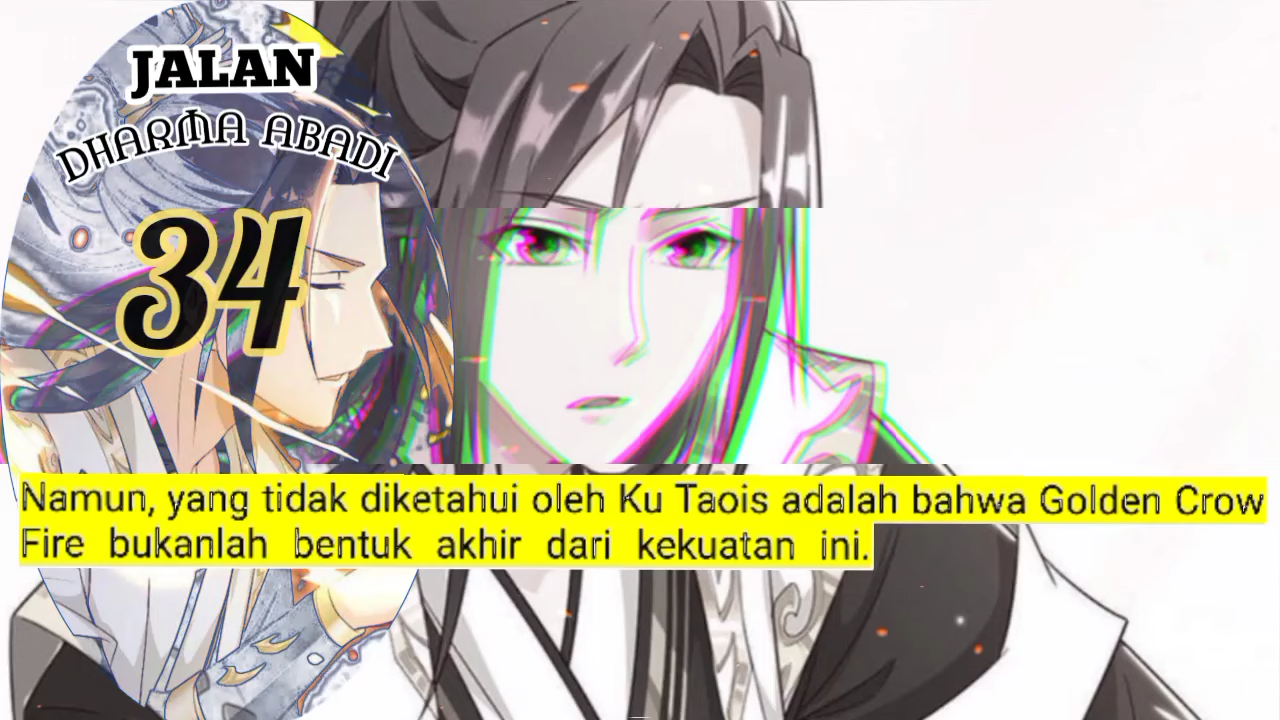 JALAN
DHARMA ABADI
34
Namun, yang tidak diketahui oleh Ku Taois adalah bahwa Golden Crow
Fire bukanlah bentuk akhir dari kekuatan ini.